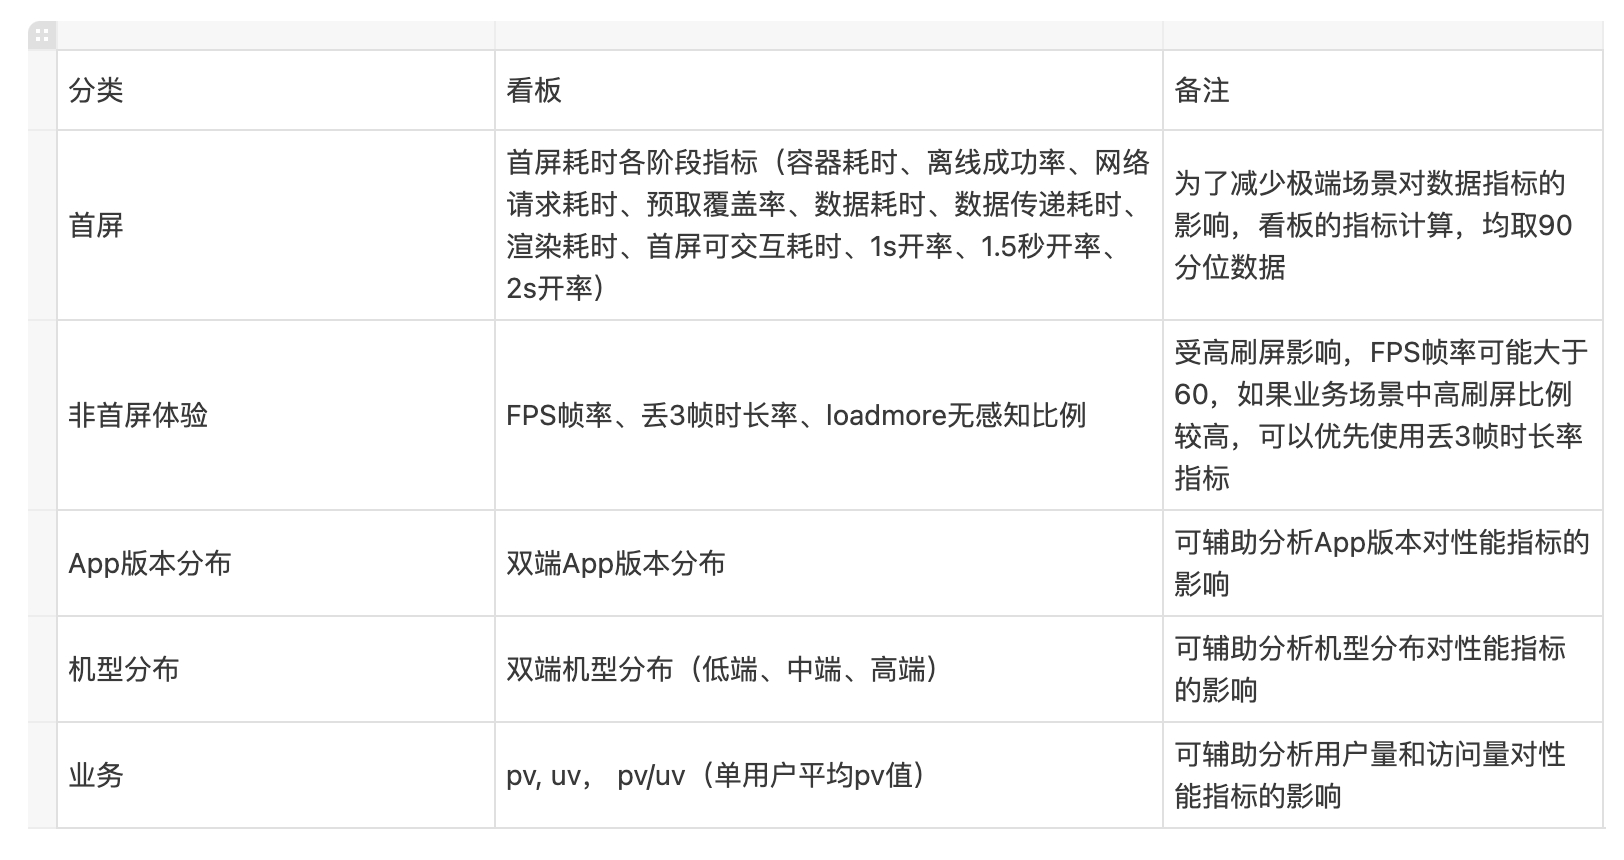 分类
看板
备注
首屏
首屏耗时各阶段指标（容器耗时、离线成功率、网络
请求耗时、预取覆盖率、数据耗时、数据传递耗时、
渲染耗时、首屏可交互耗时、1s开率、1.5秒开率、
2s开率）
为了减少极端场景对数据指标的
影响，看板的指标计算，均取90
分位数据
非首屏体验
FPS帧率、丢3帧时长率、loadmore无感知比例
受高刷屏影响，FPS帧率可能大于
60，如果业务场景中高刷屏比例
较高，可以优先使用丢3帧时长率
指标
App版本分布
双端App版本分布
可辅助分析App版本对性能指标的
影响
机型分布
双端机型分布（低端、中端、高端）
可辅助分析机型分布对性能指标
的影响
业务
pv, uv， pv/uv（单用户平均pv值）
可辅助分析用户量和访问量对性
能指标的影响